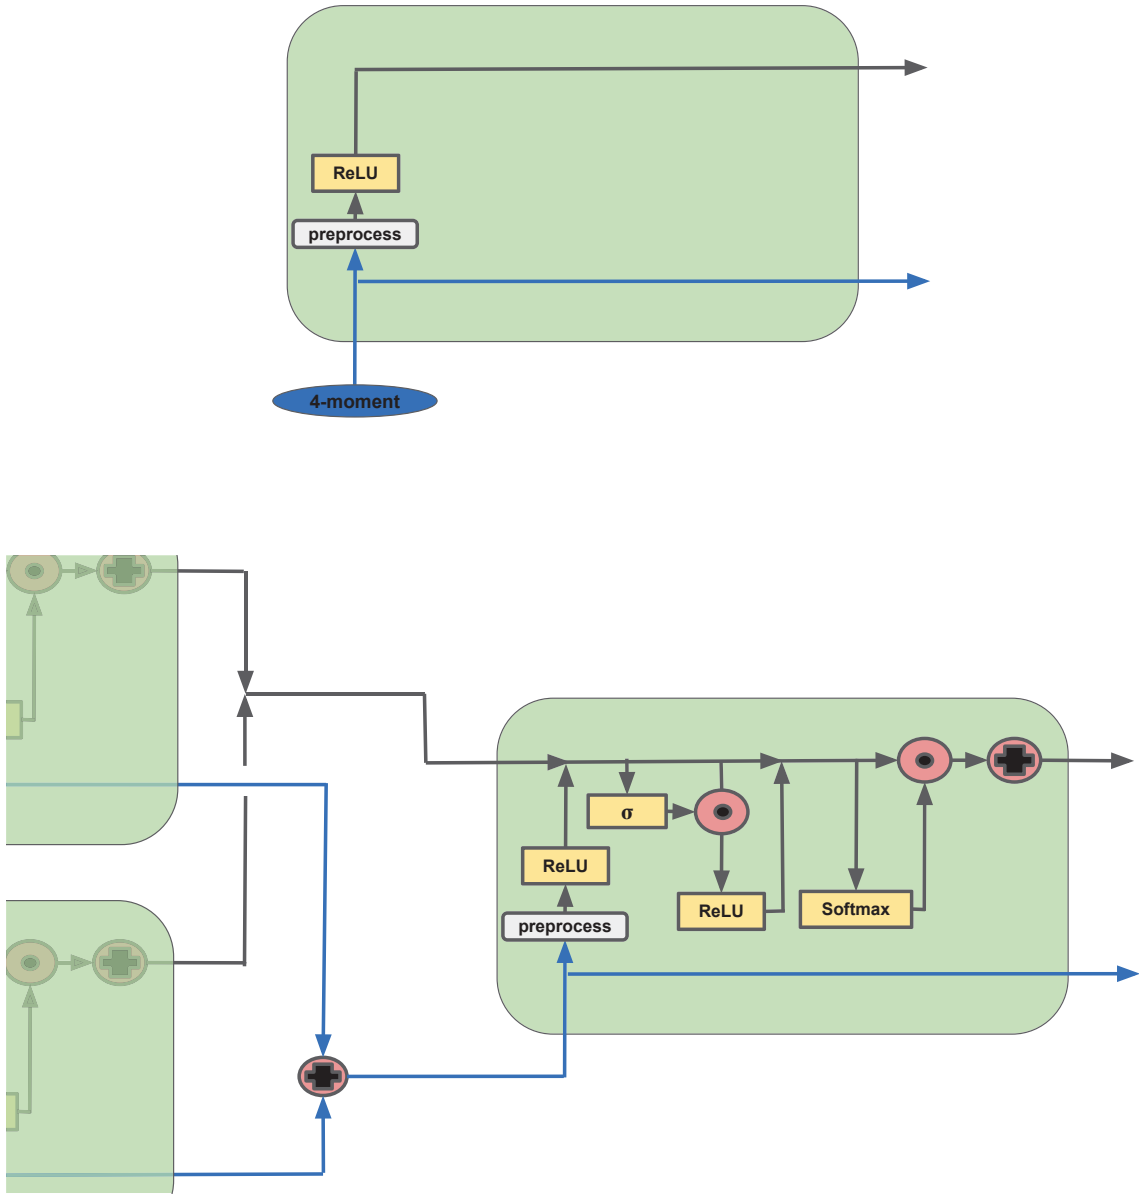 ReLU
preprocess
4-moment
σ
ReLU
ReLU
Softmax
preprocess